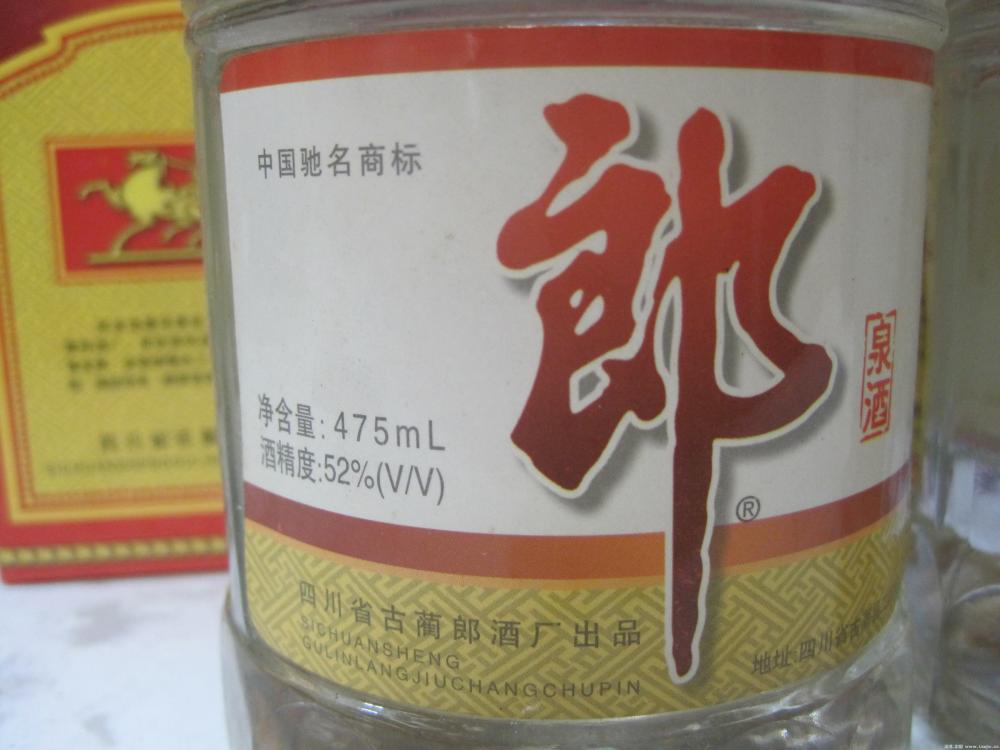 中国驰名商标
郎
泉酒
净含量:475mL
酒精度:52%(V/V)
®
四川省古蔺郎酒厂出品
SICHUANSHENG
GULINLANGJIUCHANGCHUPIN
地址:四川省古